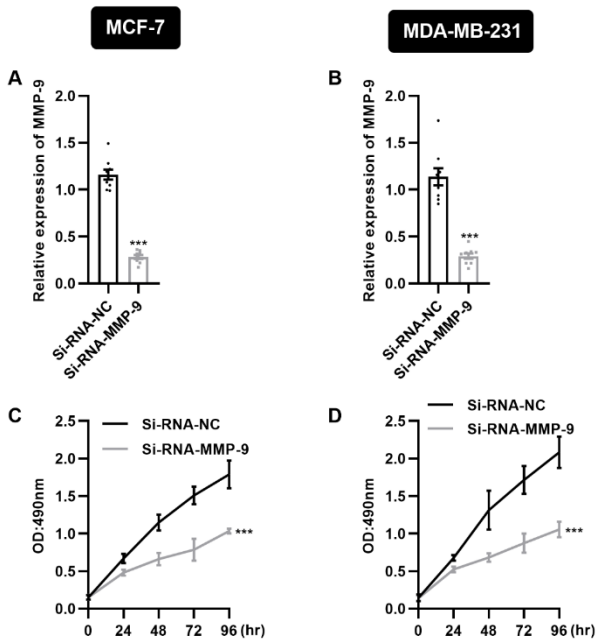 MCF-7
MDA-MB-231
A
B
Relative expression of MMP-9
2.0
1.5
1.0
0.5
0.0
***
Si-RNA-NC
Si-RNA-MMP-9
Relative expression of MMP-9
2.0
1.5
1.0
0.5
0.0
***
Si-RNA-NC
Si-RNA-MMP-9
C
Si-RNA-NC
Si-RNA-MMP-9
OD:490nm
2.5
2.0
1.5
1.0
0.5
0.0
***
0 24 48 72 96 (hr)
D
Si-RNA-NC
Si-RNA-MMP-9
OD:490nm
2.5
2.0
1.5
1.0
0.5
0.0
***
0 24 48 72 96 (hr)